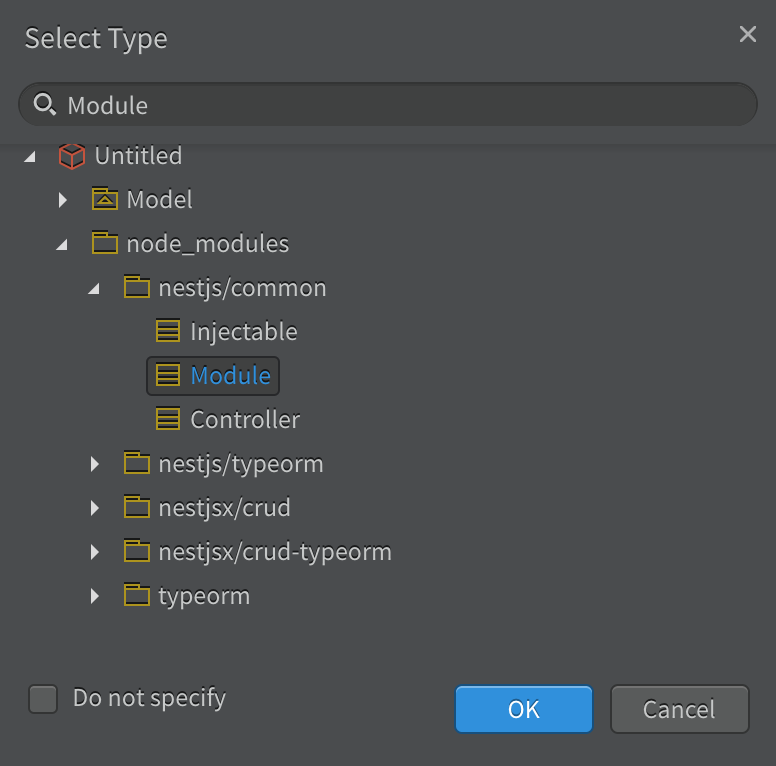 Select Type
Module
Untitled
Model
node_modules
nestjs/common
Injectable
Module
Controller
nestjs/typeorm
nestjsx/crud
nestjsx/crud-typeorm
typeorm
Do not specify
OK
Cancel